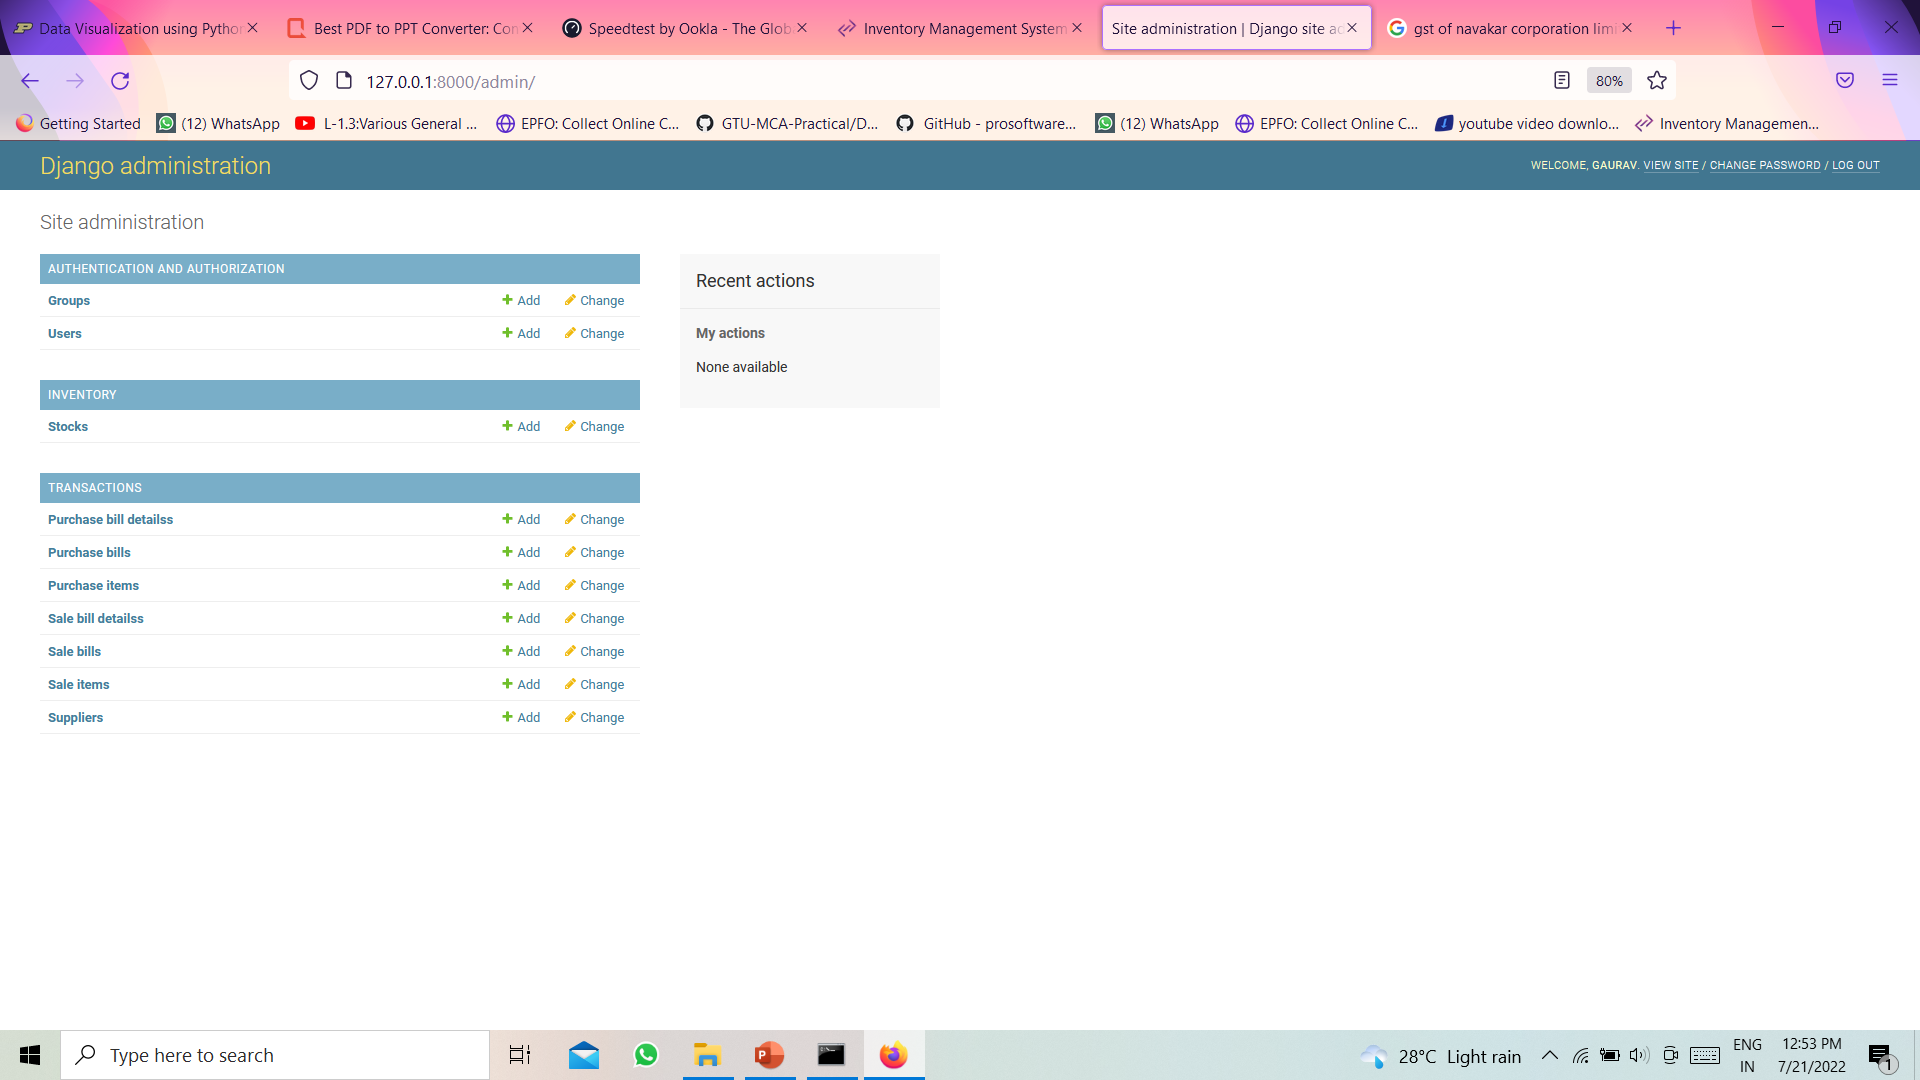 Data Visualization using Python
Best PDF to PPT Converter: Con
Speedtest by Ookla - The Glob
Inventory Management System
Site administration | Django site ad
gst of navakar corporation limi
127.0.0.1:8000/admin/
80%
Getting Started
(12) WhatsApp
L-1.3:Various General ...
EPFO: Collect Online C...
GTU-MCA-Practical/D...
GitHub - prosoftware...
(12) WhatsApp
EPFO: Collect Online C...
youtube video downlo...
Inventory Managemen...
Django administration
WELCOME, GAURAV. VIEW SITE / CHANGE PASSWORD / LOG OUT
Site administration
AUTHENTICATION AND AUTHORIZATION
Groups Add Change
Users Add Change
INVENTORY
Stocks Add Change
TRANSACTIONS
Purchase bill detailss Add Change
Purchase bills Add Change
Purchase items Add Change
Sale bill detailss Add Change
Sale bills Add Change
Sale items Add Change
Suppliers Add Change
Recent actions
My actions
None available
Type here to search
28°C Light rain
ENG
IN
12:53 PM
7/21/2022
1